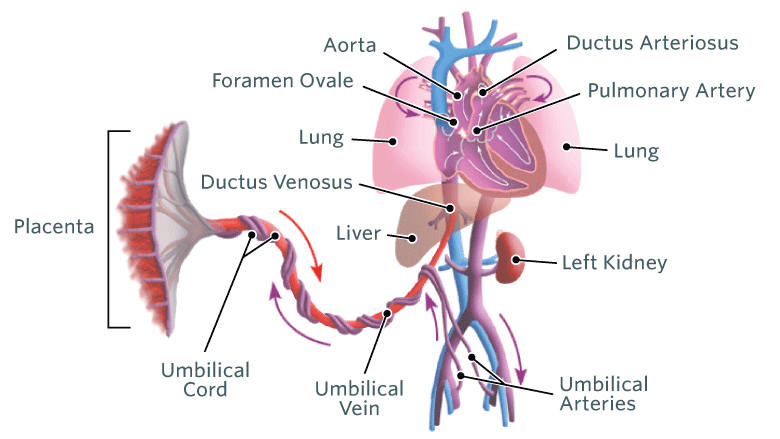 Aorta
Ductus Arteriosus
Foramen Ovale
Pulmonary Artery
Lung
Lung
Ductus Venosus
Placenta
Liver
Left Kidney
Umbilical
Cord
Umbilical
Vein
Umbilical
Arteries